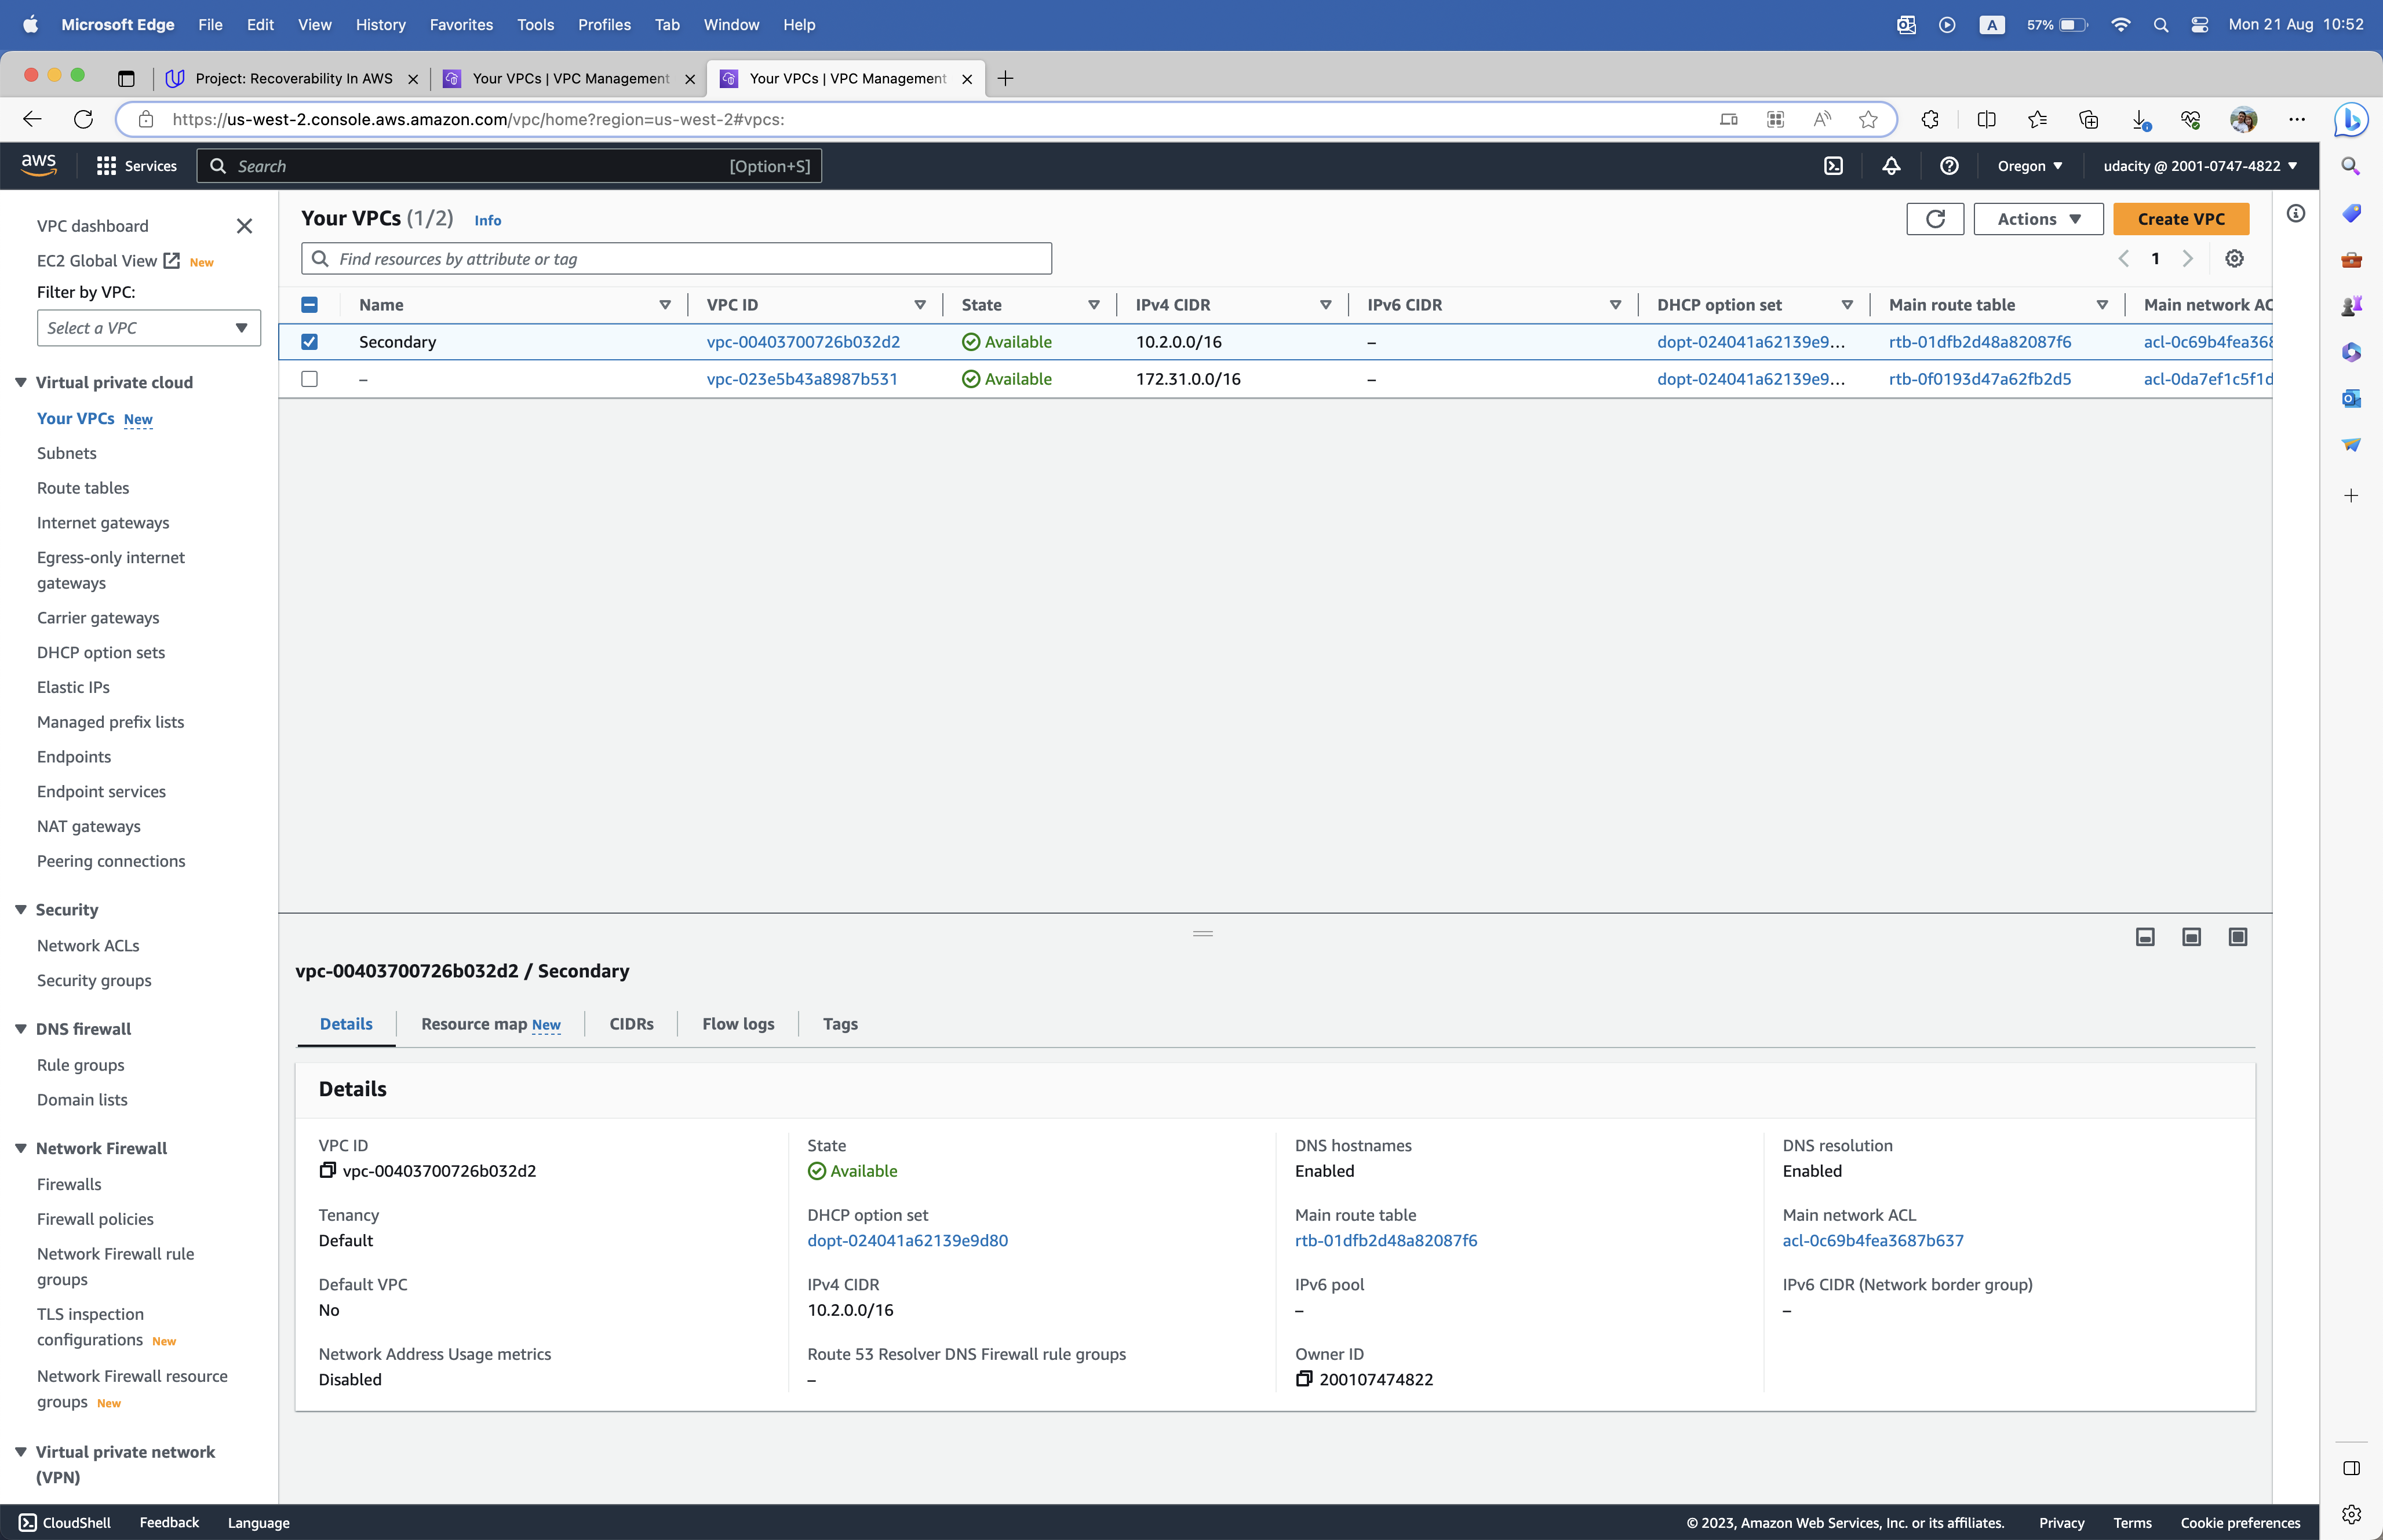 Microsoft Edge File Edit View History Favorites Tools Profiles Tab Window Help A 57% Mon 21 Aug 10:52
Project: Recoverability In AWS Your VPCs | VPC Management Your VPCs | VPC Management
https://us-west-2.console.aws.amazon.com/vpc/home?region=us-west-2#vpcs:
aws Services Search [Option+S] Oregon udacity @ 2001-0747-4822
VPC dashboard
EC2 Global View New
Filter by VPC:
Select a VPC
Virtual private cloud
Your VPCs New
Subnets
Route tables
Internet gateways
Egress-only internet
gateways
Carrier gateways
DHCP option sets
Elastic IPs
Managed prefix lists
Endpoints
Endpoint services
NAT gateways
Peering connections
Security
Network ACLs
Security groups
DNS firewall
Rule groups
Domain lists
Network Firewall
Firewalls
Firewall policies
Network Firewall rule
groups
TLS inspection
configurations New
Network Firewall resource
groups New
Virtual private network
(VPN)
Your VPCs (1/2) Info Actions Create VPC
Find resources by attribute or tag 1
Name VPC ID State IPv4 CIDR IPv6 CIDR DHCP option set Main route table Main network AC
Secondary vpc-00403700726b032d2 Available 10.2.0.0/16 – dopt-024041a62139e9... rtb-01dfb2d48a82087f6 acl-0c69b4fea368
– vpc-023e5b43a8987b531 Available 172.31.0.0/16 – dopt-024041a62139e9... rtb-0f0193d47a62fb2d5 acl-0da7ef1c5f1d
vpc-00403700726b032d2 / Secondary
Details Resource map New CIDRs Flow logs Tags
Details
VPC ID State DNS hostnames DNS resolution
vpc-00403700726b032d2 Available Enabled Enabled
Tenancy DHCP option set Main route table Main network ACL
Default dopt-024041a62139e9d80 rtb-01dfb2d48a82087f6 acl-0c69b4fea3687b637
Default VPC IPv4 CIDR IPv6 pool IPv6 CIDR (Network border group)
No 10.2.0.0/16 – –
Network Address Usage metrics Route 53 Resolver DNS Firewall rule groups Owner ID
Disabled – 200107474822
CloudShell Feedback Language © 2023, Amazon Web Services, Inc. or its affiliates. Privacy Terms Cookie preferences